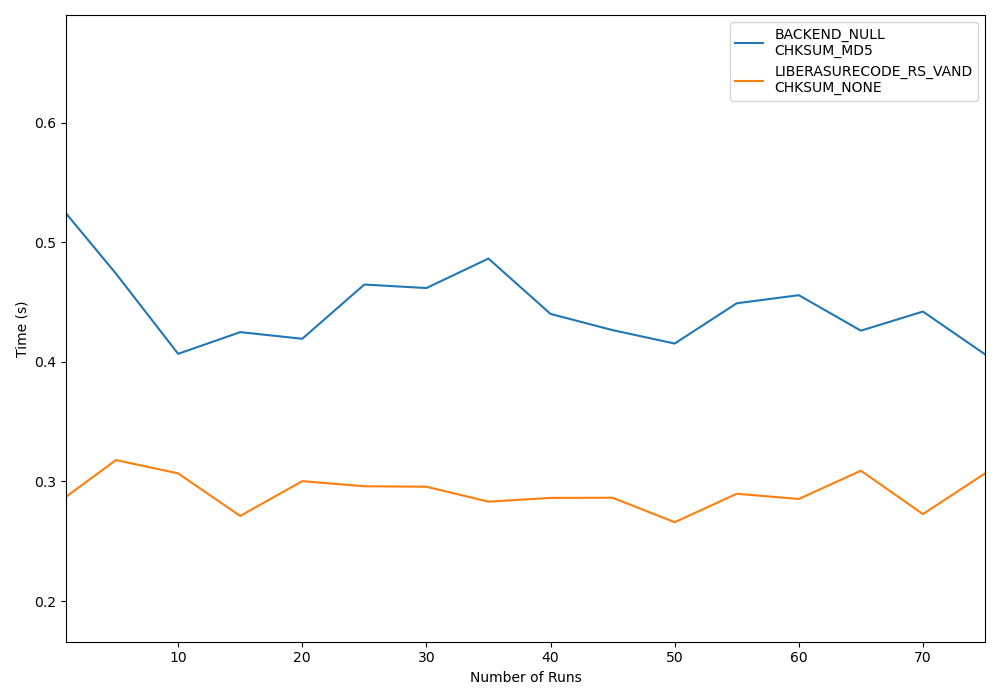 BACKEND_NULL
CHKSUM_MD5
LIBERASURECODE_RS_VAND
CHKSUM_NONE
0.6
0.5
0.4
0.3
0.2
Time (s)
10 20 30 40 50 60 70
Number of Runs